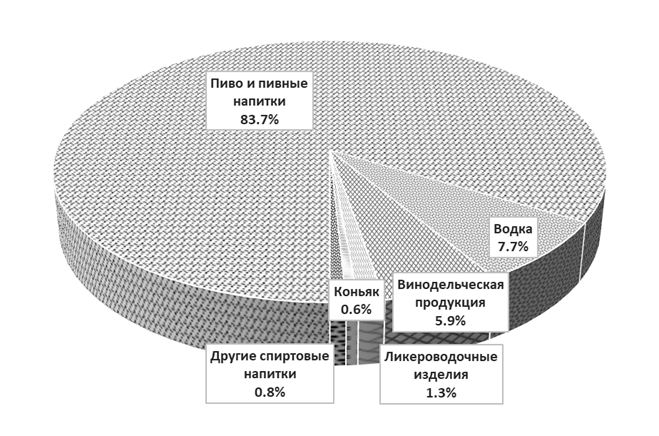 Пиво и пивные
напитки
83.7%
Водка
7.7%
Винодельческая
продукция
5.9%
Коньяк
0.6%
Другие спиртовые
напитки
0.8%
Ликероводочные
изделия
1.3%